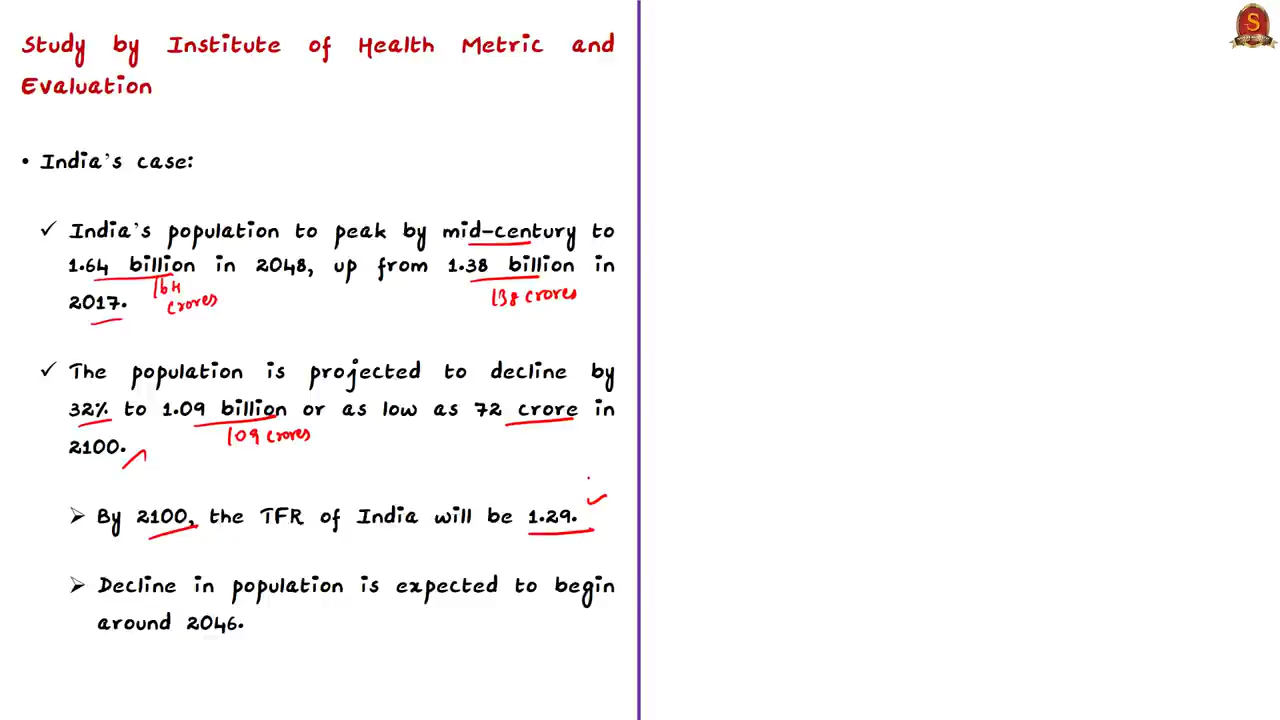 Study by Institute of Health Metric and
Evaluation
• India's case:
✓ India's population to peak by mid-century to
1.64 billion in 2048, up from 1.38 billion in
164
crores
138 crores
2017.
✓ The population is projected to decline by
32% to 1.09 billion or as low as 72 crore in
109 crores
2100.
➢ By 2100, the TFR of India will be 1.29.
➢ Decline in population is expected to begin
around 2046.
S